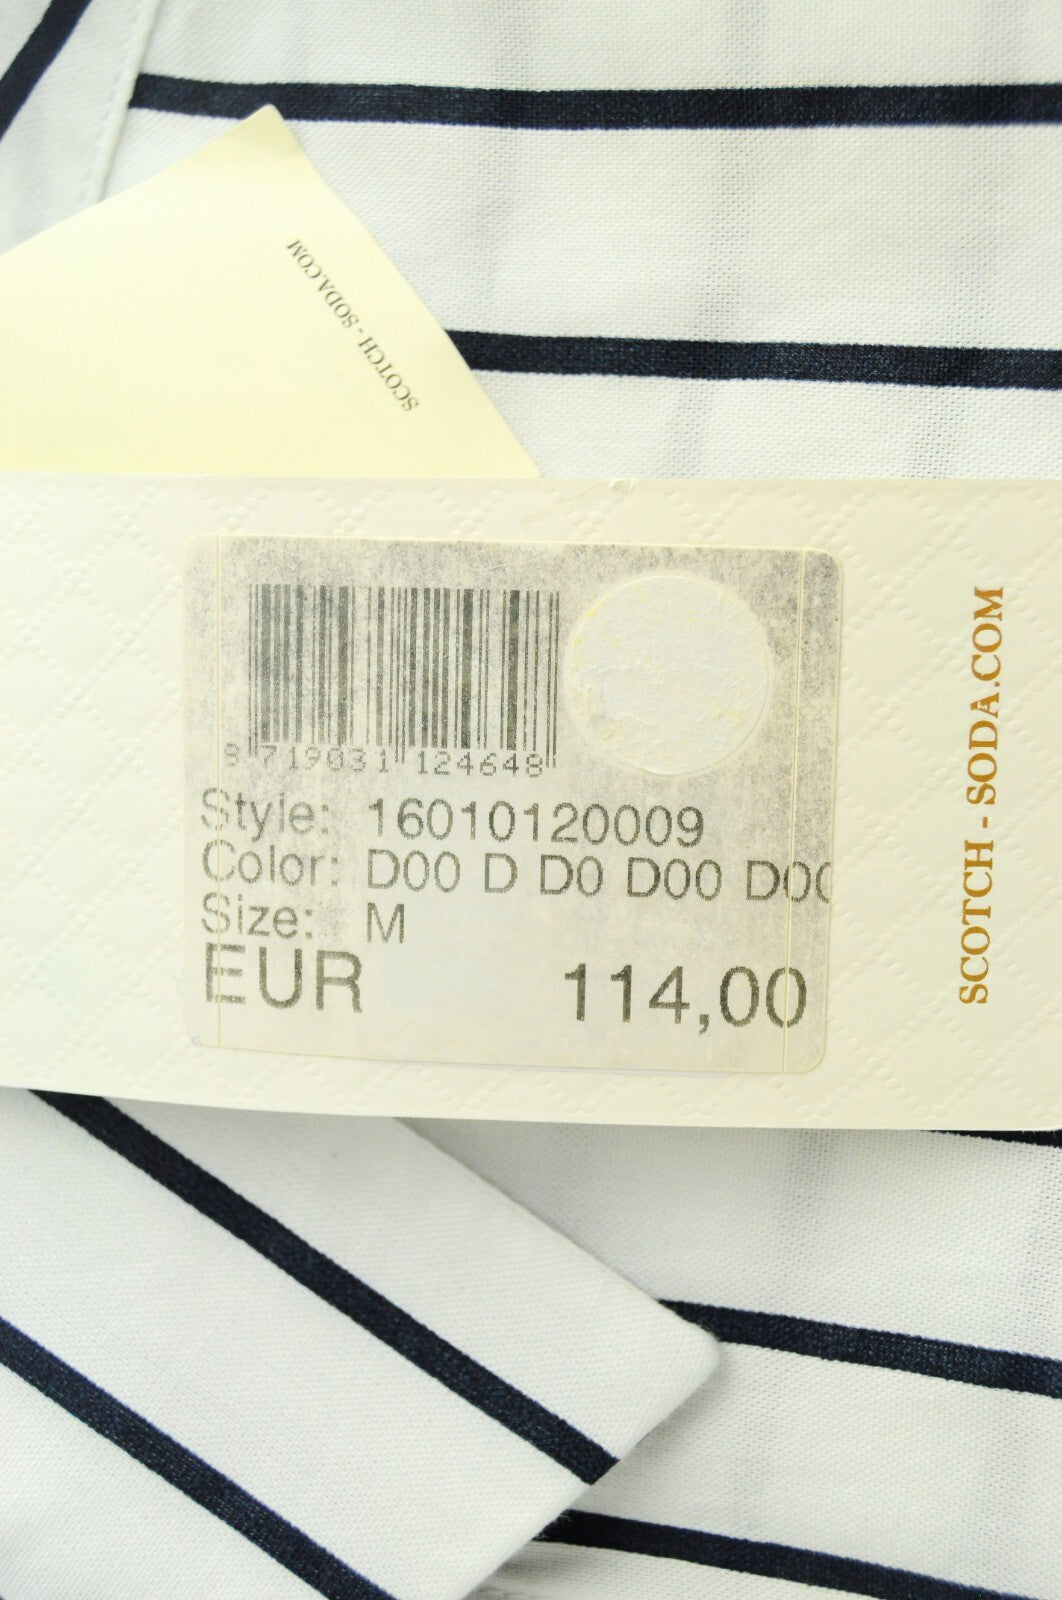 SCOTCH - SODA.COM
8 719031 124648
Style: 16010120009
Color: D00 D D0 D00 D00
Size: M
EUR 114,00
SCOTCH - SODA.COM